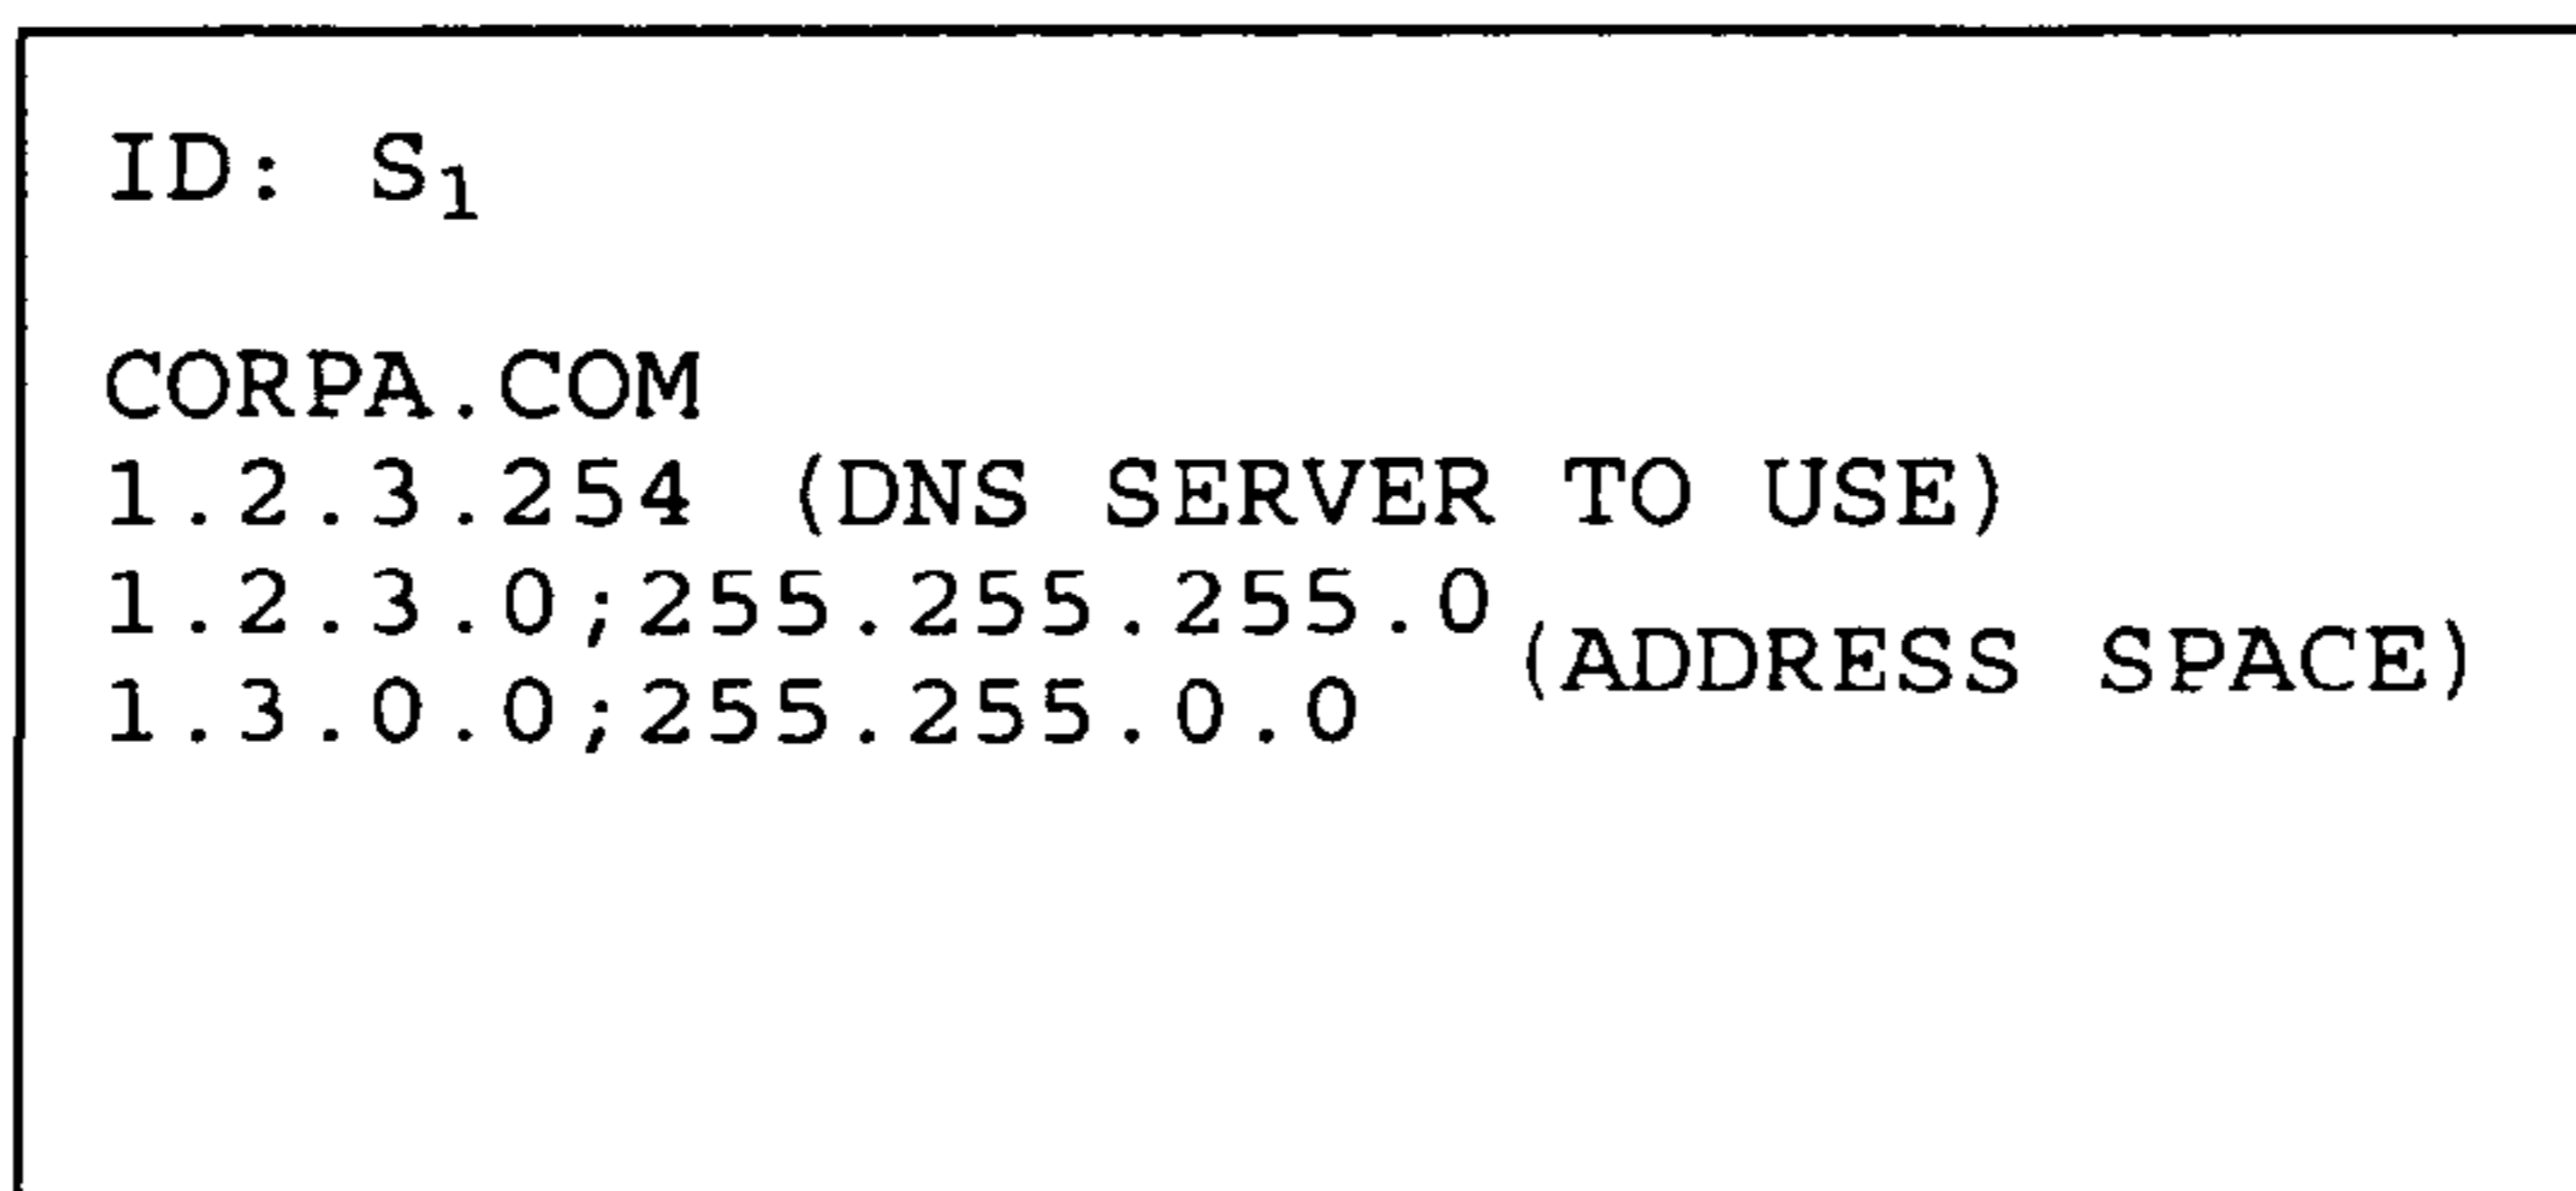 ID: S₁
CORPA.COM
1.2.3.254 (DNS SERVER TO USE)
1.2.3.0;255.255.255.0
(ADDRESS SPACE)
1.3.0.0;255.255.0.0